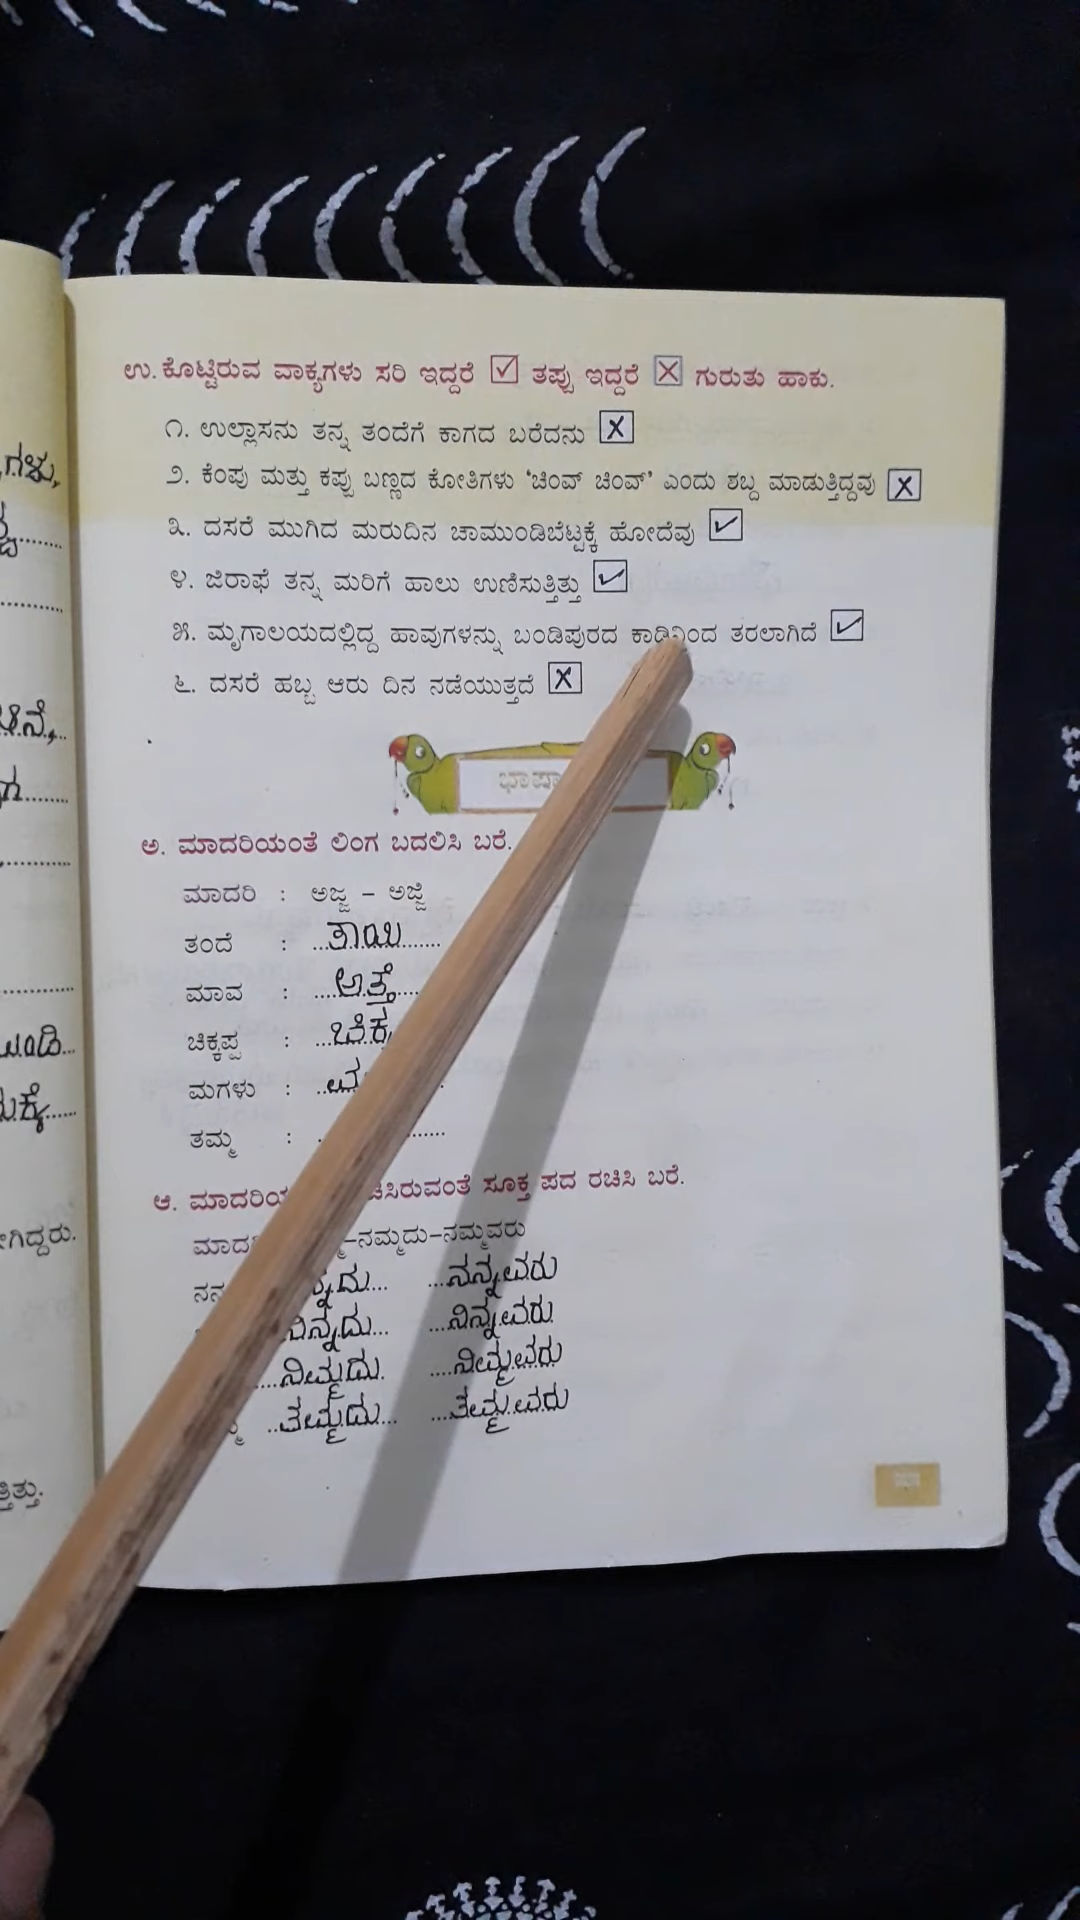 ಗಳು,
ಉ. ಕೊಟ್ಟಿರುವ ವಾಕ್ಯಗಳು ಸರಿ ಇದ್ದರೆ ☑ ತಪ್ಪು ಇದ್ದರೆ ☒ ಗುರುತು ಹಾಕು.
೧. ಉಲ್ಲಾಸನು ತನ್ನ ತಂದೆಗೆ ಕಾಗದ ಬರೆದನು ☒
೨. ಕೆಂಪು ಮತ್ತು ಕಪ್ಪು ಬಣ್ಣದ ಕೋತಿಗಳು ‘ಚಿಂವ್ ಚಿಂವ್’ ಎಂದು ಶಬ್ದ ಮಾಡುತ್ತಿದ್ದವು ☒
೩. ದಸರೆ ಮುಗಿದ ಮರುದಿನ ಚಾಮುಂಡಿಬೆಟ್ಟಕ್ಕೆ ಹೋದೆವು ☑
೪. ಜಿರಾಫೆ ತನ್ನ ಮರಿಗೆ ಹಾಲು ಉಣಿಸುತ್ತಿತ್ತು ☑
೫. ಮೃಗಾಲಯದಲ್ಲಿದ್ದ ಹಾವುಗಳನ್ನು ಬಂಡಿಪುರದ ಕಾಡಿನಿಂದ ತರಲಾಗಿದೆ ☑
೬. ದಸರೆ ಹಬ್ಬ ಆರು ದಿನ ನಡೆಯುತ್ತದೆ ☒
ಅ. ಮಾದರಿಯಂತೆ ಲಿಂಗ ಬದಲಿಸಿ ಬರೆ.
ಮಾದರಿ : ಅಜ್ಜ – ಅಜ್ಜಿ
ತಂದೆ : ತಾಯಿ
ಮಾವ : ಅತ್ತೆ
ಚಿಕ್ಕಪ್ಪ : ಚಿಕ್ಕ
ಮಗಳು : ಮ
ತಮ್ಮ :
ಆ. ಸೂಕ್ತ ಪದ ರಚಿಸಿ ಬರೆ.
–ನಮ್ಮದು–ನಮ್ಮವರು
ನನ್ನವರು
ನಿನ್ನದು ನಿನ್ನವರು
ನಿಮ್ಮದು ನಿಮ್ಮವರು
ತಮ್ಮದು ತಮ್ಮವರು